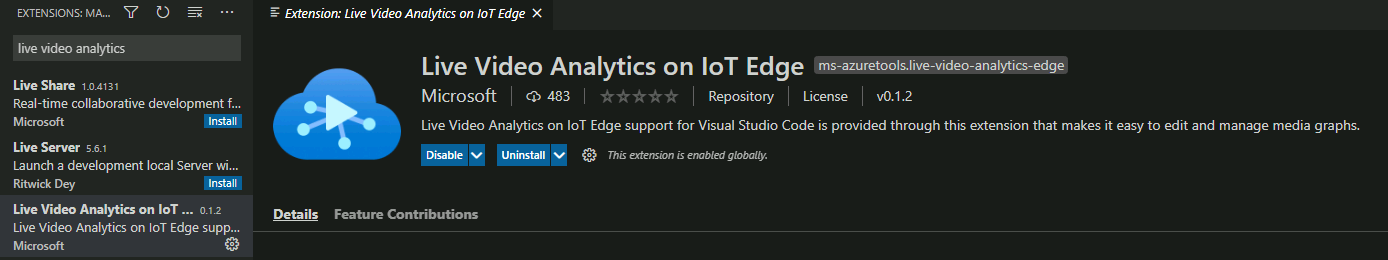 EXTENSIONS: MA...
live video analytics
Live Share 1.0.4131
Real-time collaborative development f...
Microsoft Install
Live Server 5.6.1
Launch a development local Server wi...
Ritwick Dey Install
Live Video Analytics on IoT ... 0.1.2
Live Video Analytics on IoT Edge supp...
Microsoft
Extension: Live Video Analytics on IoT Edge
Live Video Analytics on IoT Edge ms-azuretools.live-video-analytics-edge
Microsoft 483 Repository License v0.1.2
Live Video Analytics on IoT Edge support for Visual Studio Code is provided through this extension that makes it easy to edit and manage media graphs.
Disable Uninstall This extension is enabled globally.
Details Feature Contributions